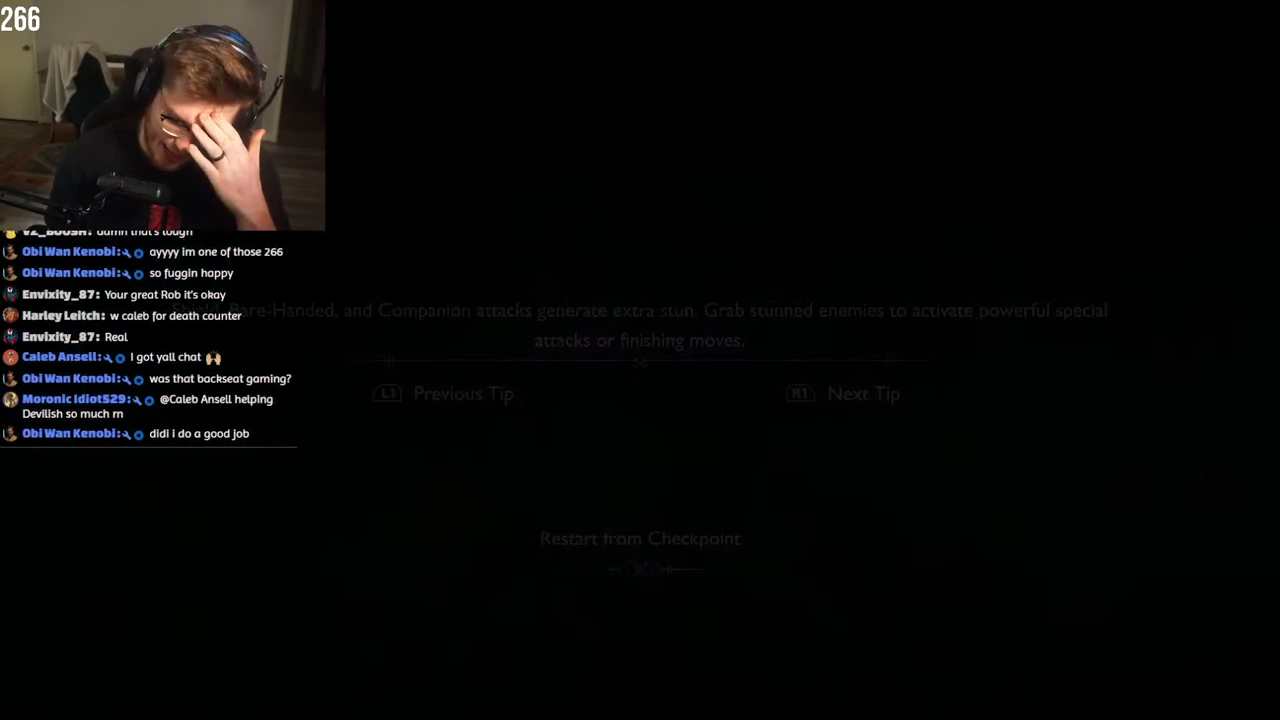 266
damn that's tough
Obi Wan Kenobi: ayyyy im one of those 266
Obi Wan Kenobi: so fuggin happy
Envixity_87: Your great Rob it's okay
Harley Leitch: w caleb for death counter
Envixity_87: Real
Caleb Ansell: I got yall chat 🙌🏻
Obi Wan Kenobi: was that backseat gaming?
Moronic Idiot529: @Caleb Ansell helping
Devilish so much rn
Obi Wan Kenobi: didi i do a good job
Bare-Handed, and Companion attacks generate extra stun. Grab stunned enemies to activate powerful special
attacks or finishing moves.
L1 Previous Tip
R1 Next Tip
Restart from Checkpoint